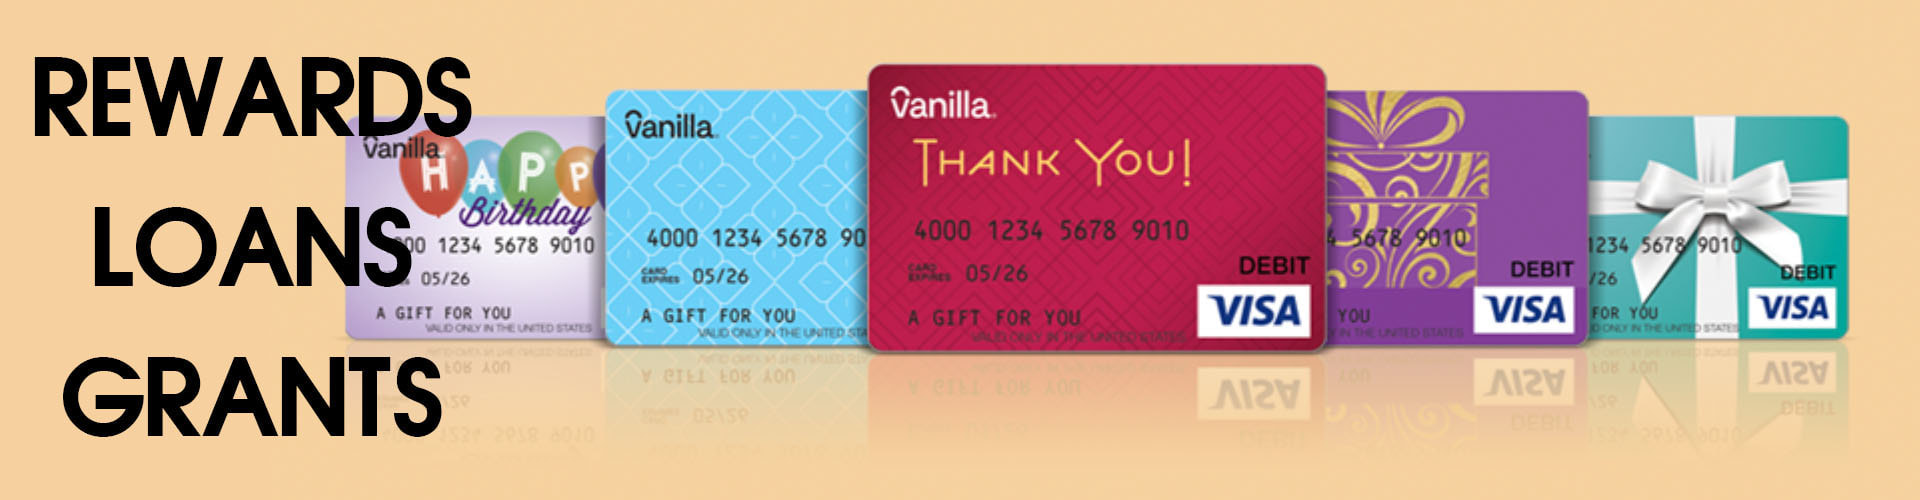 REWARDS
LOANS
GRANTS
Vanilla
HAPP
Birthday
00 1234 5678 9010
05/26
A GIFT FOR YOU
VALID ONLY IN THE UNITED STATES
Vanilla
4000 1234 5678 90
CARD
EXPIRES 05/26
A GIFT FOR YOU
VALID ONLY IN THE UNITED STA
Vanilla
THANK YOU!
4000 1234 5678 9010
CARD
EXPIRES 05/26
A GIFT FOR YOU
VALID ONLY IN THE UNITED STATES
DEBIT
VISA
4 5678 9010
YOU
IN THE UNITED STATES
DEBIT
VISA
1234 5678 9010
/26
FOR YOU
ONLY IN THE UNITED STATES
DEBIT
VISA